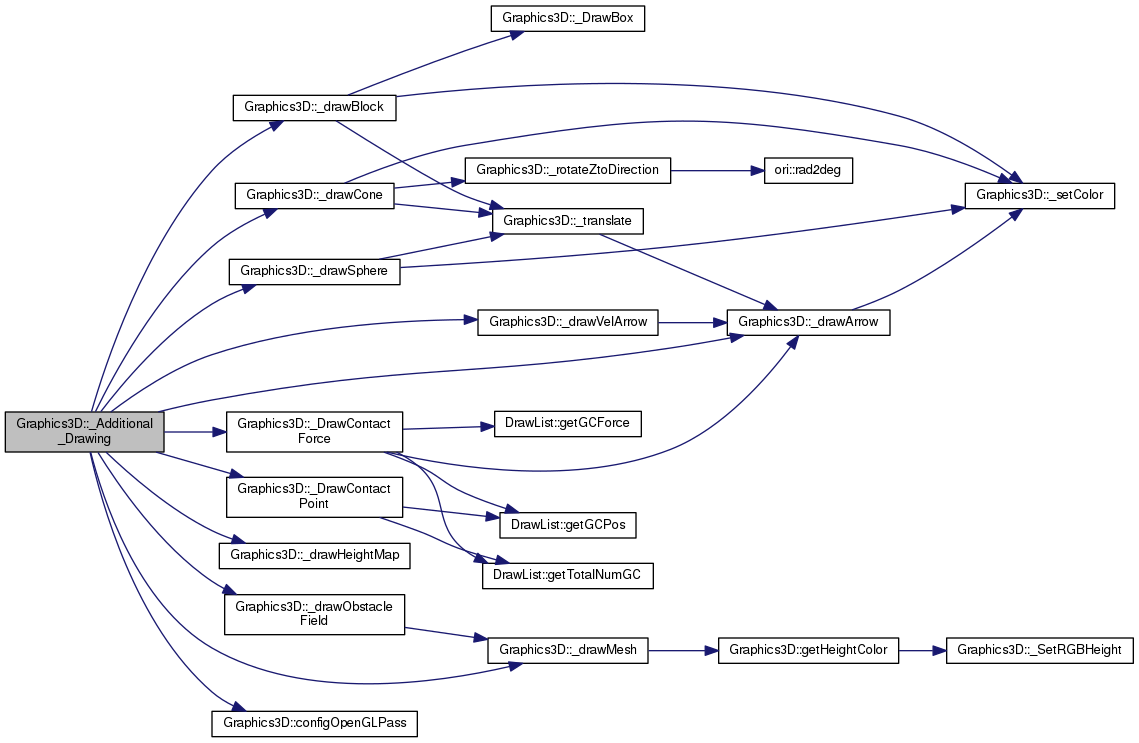 Graphics3D::_DrawBox
Graphics3D::_drawBlock
Graphics3D::_rotateZtoDirection
ori::rad2deg
Graphics3D::_drawCone
Graphics3D::_setColor
Graphics3D::_translate
Graphics3D::_drawSphere
Graphics3D::_drawVelArrow
Graphics3D::_drawArrow
Graphics3D::_Additional
_Drawing
Graphics3D::_DrawContact
Force
DrawList::getGCForce
Graphics3D::_DrawContact
Point
DrawList::getGCPos
Graphics3D::_drawHeightMap
DrawList::getTotalNumGC
Graphics3D::_drawObstacle
Field
Graphics3D::_drawMesh
Graphics3D::getHeightColor
Graphics3D::_SetRGBHeight
Graphics3D::configOpenGLPass